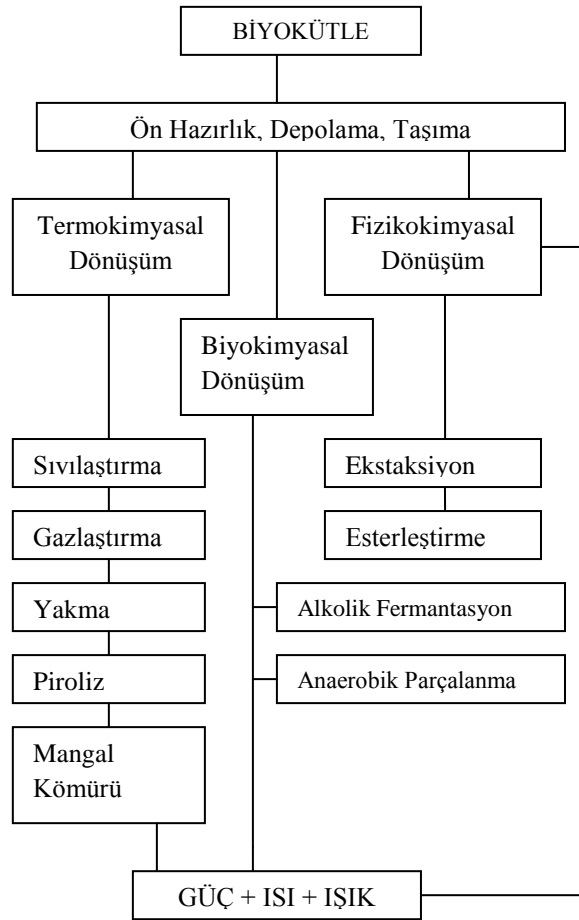 BİYOKÜTLE
Ön Hazırlık, Depolama, Taşıma
Termokimyasal
Dönüşüm
Fizikokimyasal
Dönüşüm
Biyokimyasal
Dönüşüm
Sıvılaştırma
Ekstaksiyon
Gazlaştırma
Esterleştirme
Yakma
Alkolik Fermantasyon
Piroliz
Anaerobik Parçalanma
Mangal
Kömürü
GÜÇ + ISI + IŞIK